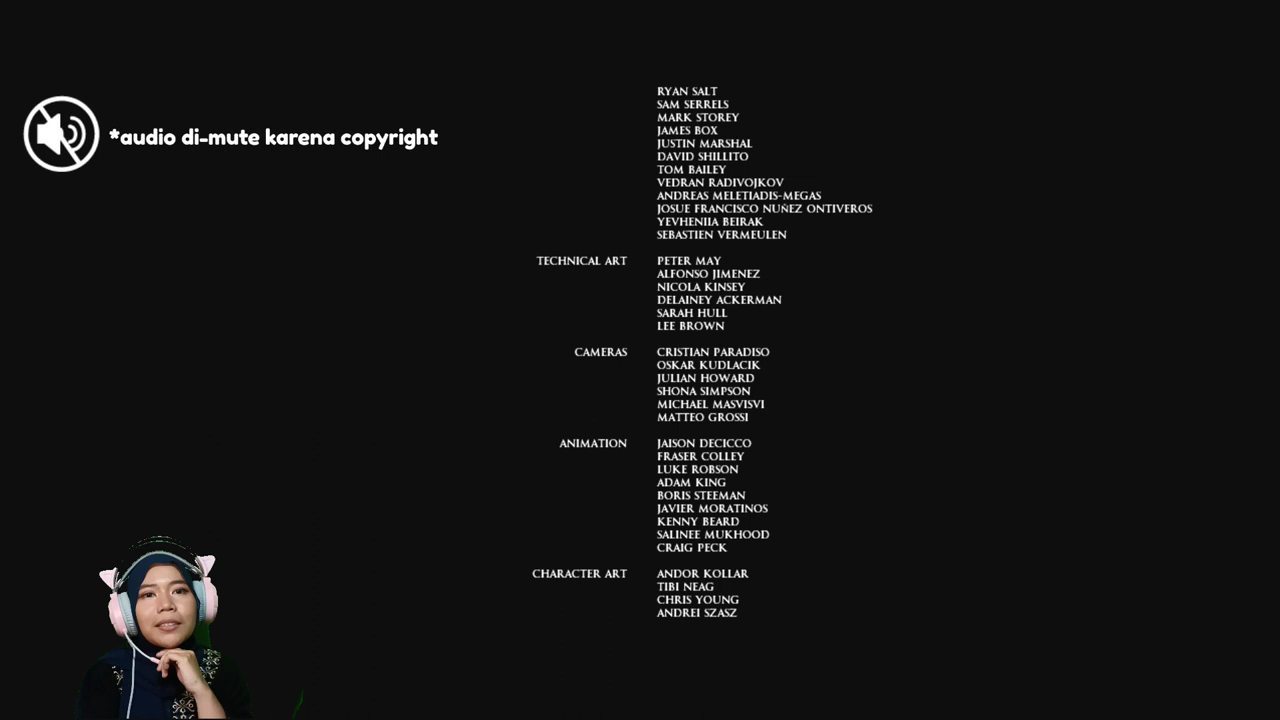 *audio di-mute karena copyright
RYAN SALT
SAM SERRELS
MARK STOREY
JAMES BOX
JUSTIN MARSHAL
DAVID SHILLITO
TOM BAILEY
VEDRAN RADIVOJKOV
ANDREAS MELETIADIS-MEGAS
JOSUE FRANCISCO NUÑEZ ONTIVEROS
YEVHENIIA BEIRAK
SEBASTIEN VERMEULEN
TECHNICAL ART PETER MAY
ALFONSO JIMENEZ
NICOLA KINSEY
DELAINEY ACKERMAN
SARAH HULL
LEE BROWN
CAMERAS CRISTIAN PARADISO
OSKAR KUDLACIK
JULIAN HOWARD
SHONA SIMPSON
MICHAEL MASVISVI
MATTEO GROSSI
ANIMATION JAISON DECICCO
FRASER COLLEY
LUKE ROBSON
ADAM KING
BORIS STEEMAN
JAVIER MORATINOS
KENNY BEARD
SALINEE MUKHOOD
CRAIG PECK
CHARACTER ART ANDOR KOLLAR
TIBI NEAG
CHRIS YOUNG
ANDREI SZASZ